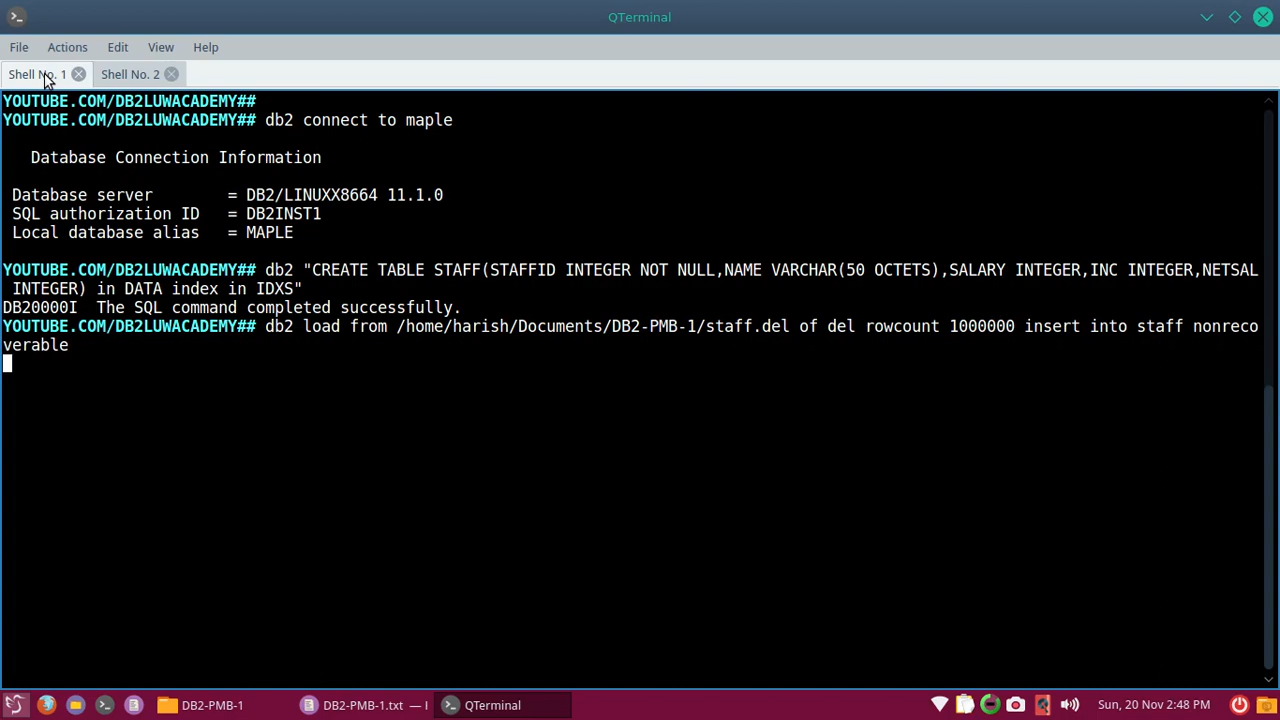 QTerminal
File Actions Edit View Help
Shell No. 1 Shell No. 2
YOUTUBE.COM/DB2LUWACADEMY##
YOUTUBE.COM/DB2LUWACADEMY## db2 connect to maple
Database Connection Information
Database server = DB2/LINUXX8664 11.1.0
SQL authorization ID = DB2INST1
Local database alias = MAPLE
YOUTUBE.COM/DB2LUWACADEMY## db2 "CREATE TABLE STAFF(STAFFID INTEGER NOT NULL,NAME VARCHAR(50 OCTETS),SALARY INTEGER,INC INTEGER,NETSAL
INTEGER) in DATA index in IDXS"
DB20000I The SQL command completed successfully.
YOUTUBE.COM/DB2LUWACADEMY## db2 load from /home/harish/Documents/DB2-PMB-1/staff.del of del rowcount 1000000 insert into staff nonreco
verable
DB2-PMB-1 DB2-PMB-1.txt — QTerminal Sun, 20 Nov 2:48 PM